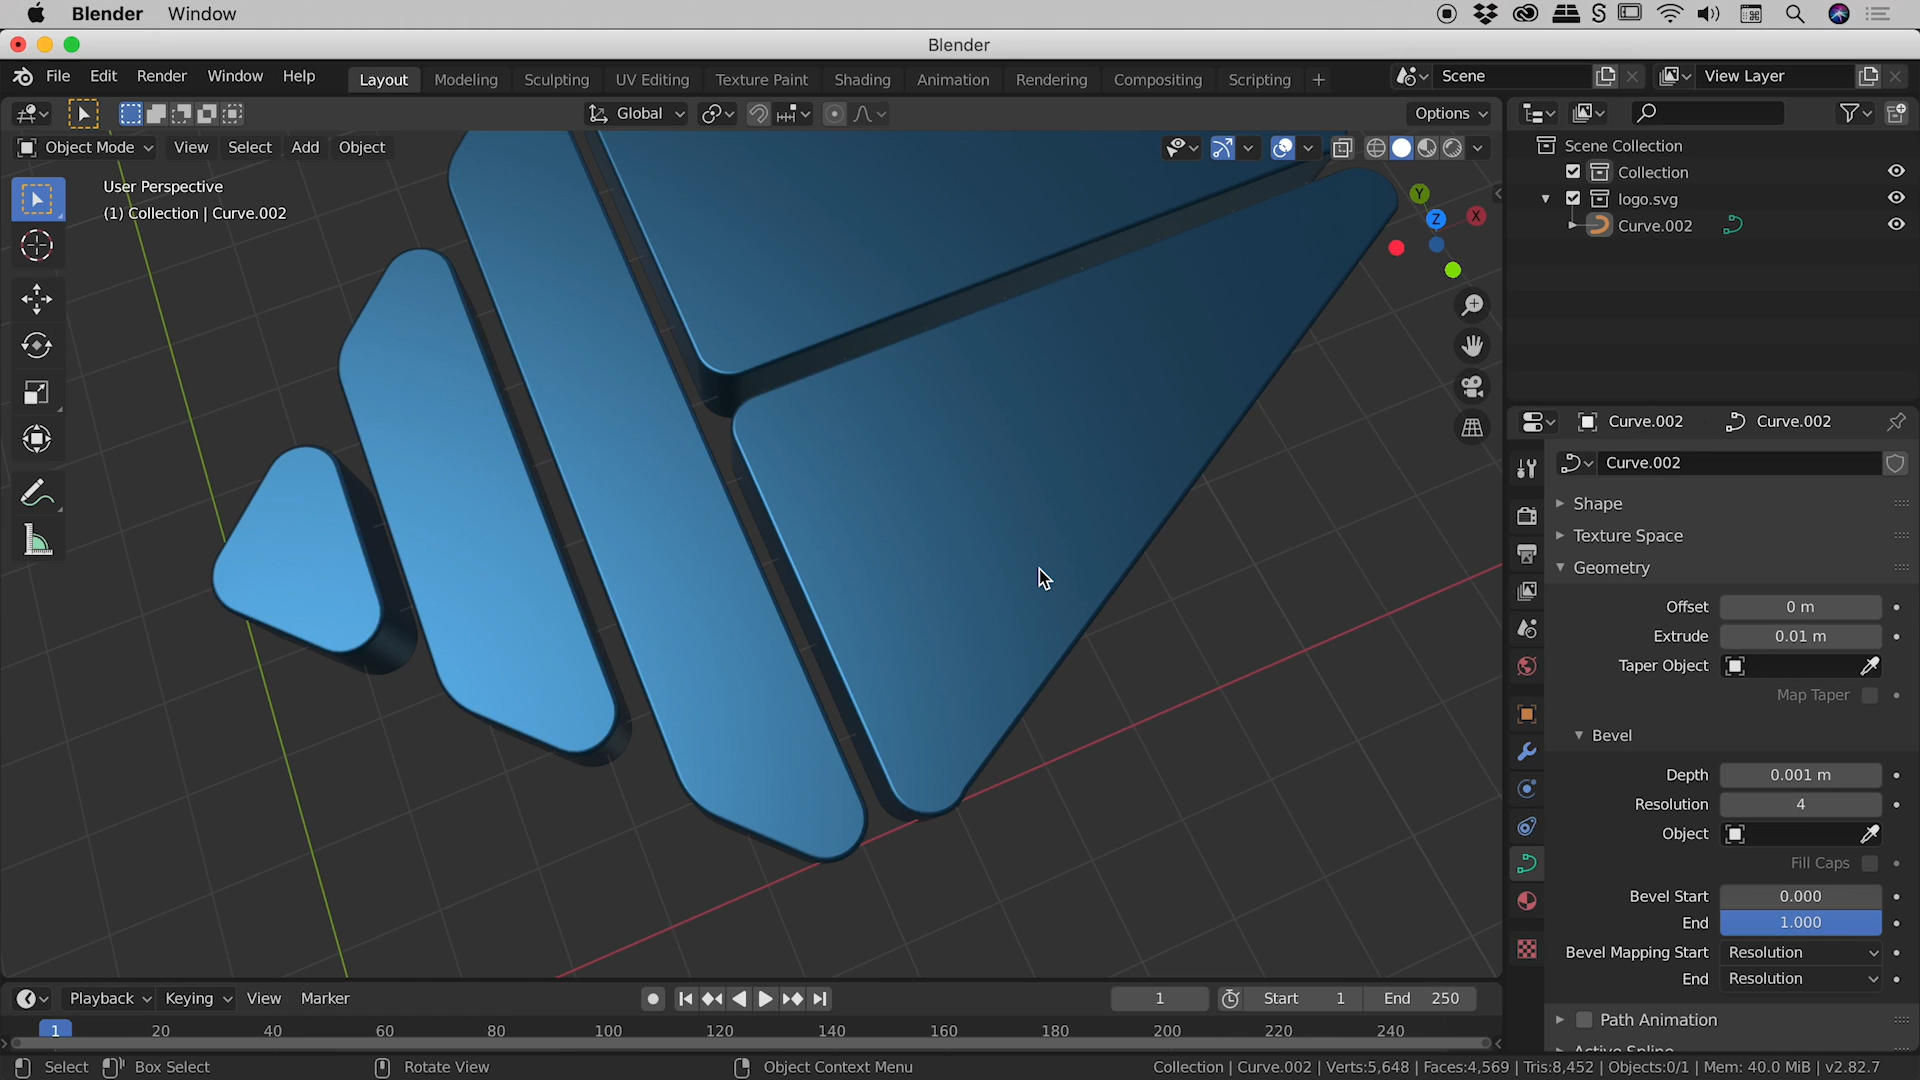 Blender Window
Blender
File Edit Render Window Help
Layout Modeling Sculpting UV Editing Texture Paint Shading Animation Rendering Compositing Scripting +
Scene
View Layer
Global
Options
Object Mode View Select Add Object
User Perspective
(1) Collection | Curve.002
Y
Z
X
Scene Collection
Collection
logo.svg
Curve.002
Curve.002 Curve.002
Curve.002
Shape
Texture Space
Geometry
Offset 0 m
Extrude 0.01 m
Taper Object
Map Taper
Bevel
Depth 0.001 m
Resolution 4
Object
Fill Caps
Bevel Start 0.000
End 1.000
Bevel Mapping Start Resolution
End Resolution
Path Animation
Active Spline
Playback Keying View Marker
1 Start 1 End 250
1 20 40 60 80 100 120 140 160 180 200 220 240
Select Box Select Rotate View Object Context Menu
Collection | Curve.002 | Verts:5,648 | Faces:4,569 | Tris:8,452 | Objects:0/1 | Mem: 40.0 MiB | v2.82.7